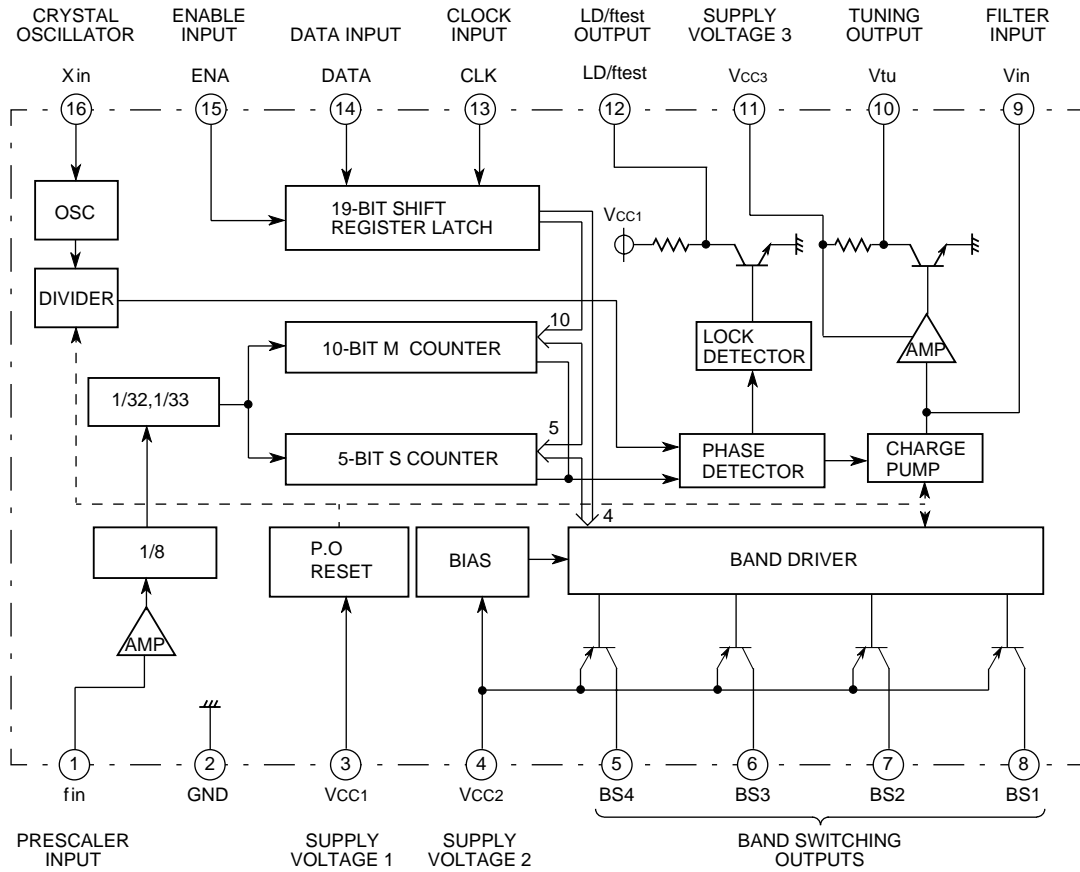 CRYSTAL OSCILLATOR
ENABLE INPUT
DATA INPUT
CLOCK INPUT
LD/ftest OUTPUT
SUPPLY VOLTAGE 3
TUNING OUTPUT
FILTER INPUT
Xin
ENA
DATA
CLK
LD/ftest
VCC3
Vtu
Vin
16
15
14
13
12
11
10
9
OSC
19-BIT SHIFT
REGISTER LATCH
VCC1
DIVIDER
10
10-BIT M COUNTER
LOCK
DETECTOR
AMP
1/32,1/33
5
5-BIT S COUNTER
PHASE
DETECTOR
CHARGE
PUMP
4
1/8
P.O
RESET
BIAS
BAND DRIVER
AMP
1
2
3
4
5
6
7
8
fin
GND
VCC1
VCC2
BS4
BS3
BS2
BS1
PRESCALER INPUT
SUPPLY VOLTAGE 1
SUPPLY VOLTAGE 2
BAND SWITCHING OUTPUTS